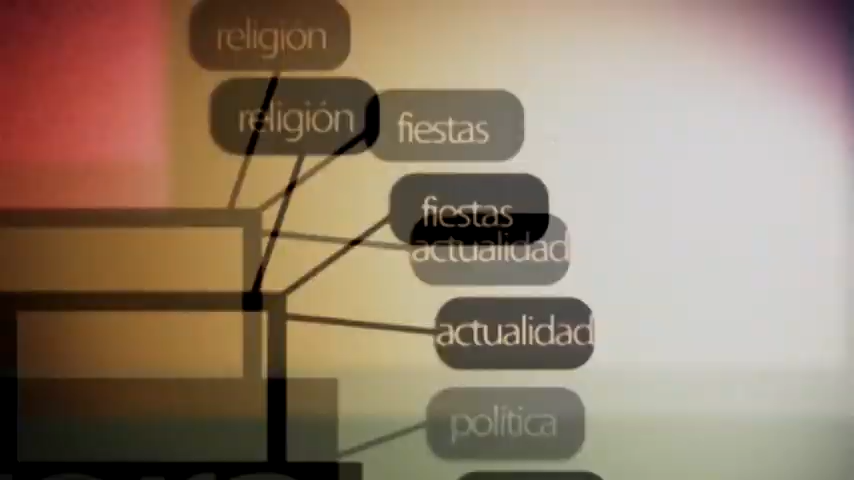 religión
religión
fiestas
fiestas
actualidad
actualidad
política